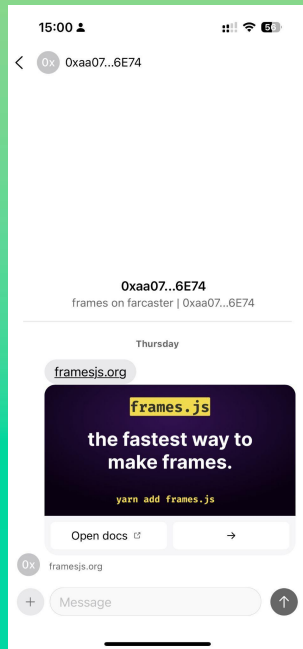 15:00
56
0x 0xaa07...6E74
0xaa07...6E74
frames on farcaster | 0xaa07...6E74
Thursday
framesjs.org
frames.js
the fastest way to
make frames.
yarn add frames.js
Open docs
→
0x framesjs.org
+ Message